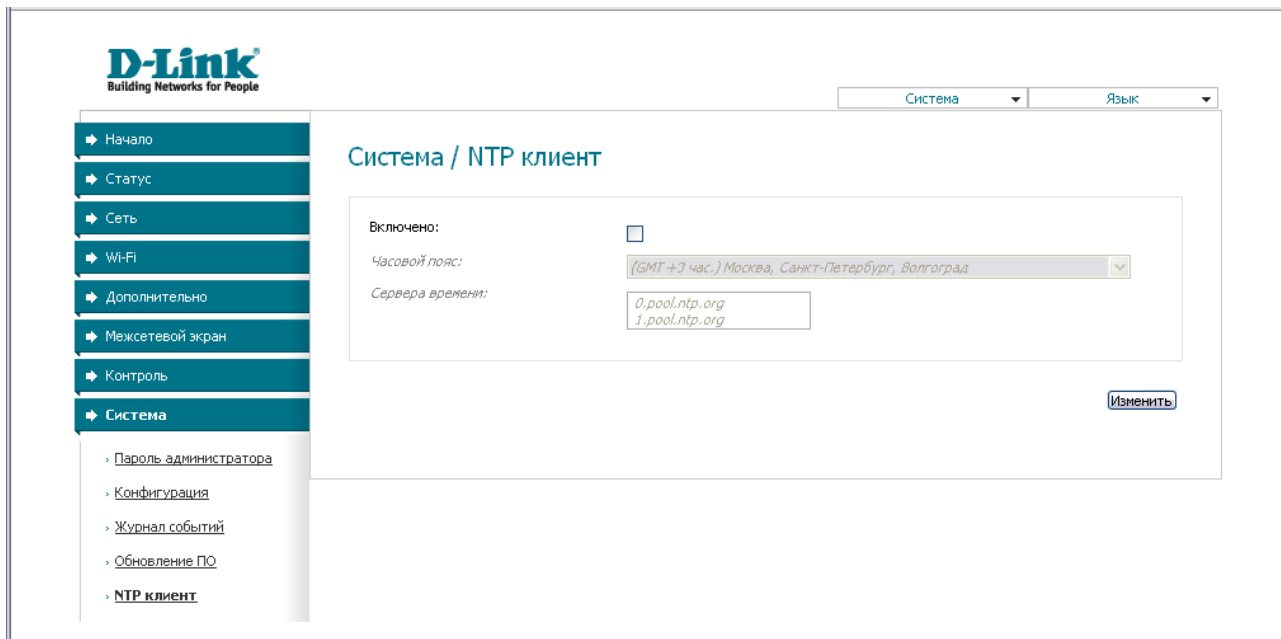 D-Link
Building Networks for People
Система
Язык
Начало
Статус
Сеть
Wi-Fi
Дополнительно
Межсетевой экран
Контроль
Система
Пароль администратора
Конфигурация
Журнал событий
Обновление ПО
NTP клиент
Система / NTP клиент
Включено:
Часовой пояс:
(GMT +3 час.) Москва, Санкт-Петербург, Волгоград
Сервера времени:
0.pool.ntp.org
1.pool.ntp.org
Изменить